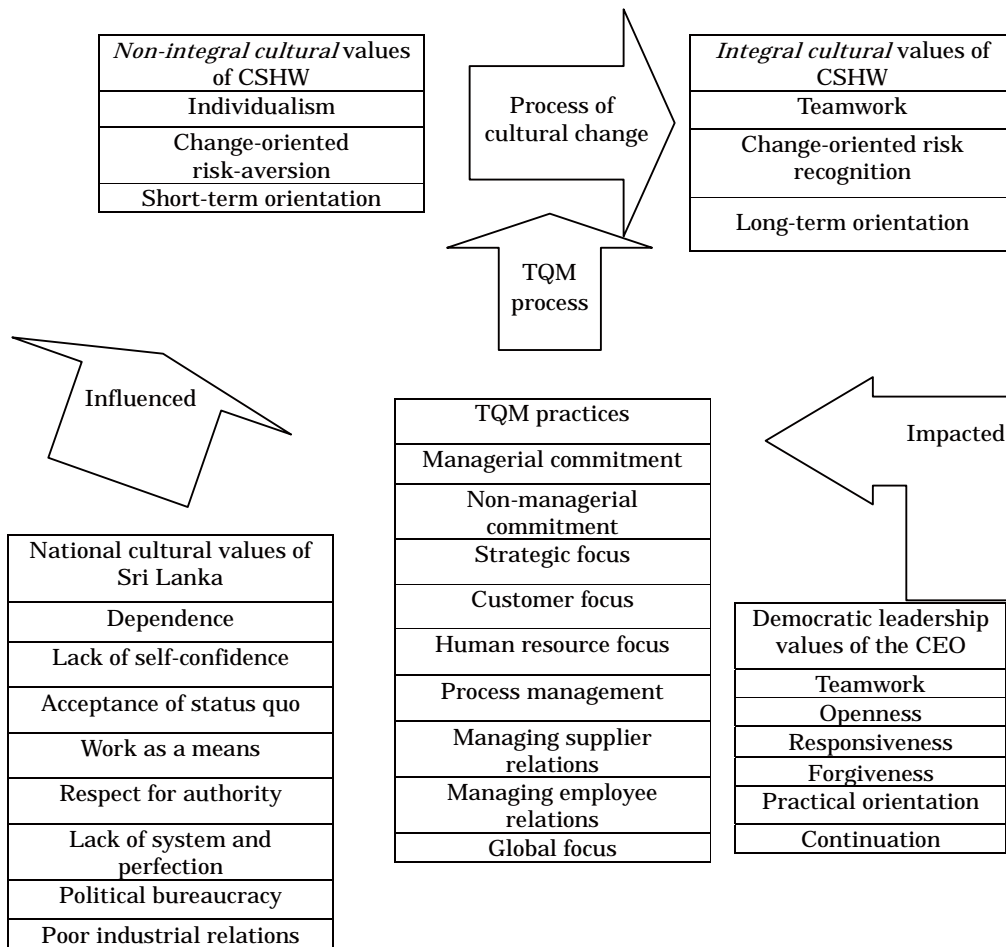 Non-integral cultural values
of CSHW
Individualism
Change-oriented
risk-aversion
Short-term orientation
Process of
cultural change
Integral cultural values of
CSHW
Teamwork
Change-oriented risk
recognition
Long-term orientation
TQM
process
Influenced
Impacted
National cultural values of
Sri Lanka
Dependence
Lack of self-confidence
Acceptance of status quo
Work as a means
Respect for authority
Lack of system and
perfection
Political bureaucracy
Poor industrial relations
TQM practices
Managerial commitment
Non-managerial
commitment
Strategic focus
Customer focus
Human resource focus
Process management
Managing supplier
relations
Managing employee
relations
Global focus
Democratic leadership
values of the CEO
Teamwork
Openness
Responsiveness
Forgiveness
Practical orientation
Continuation